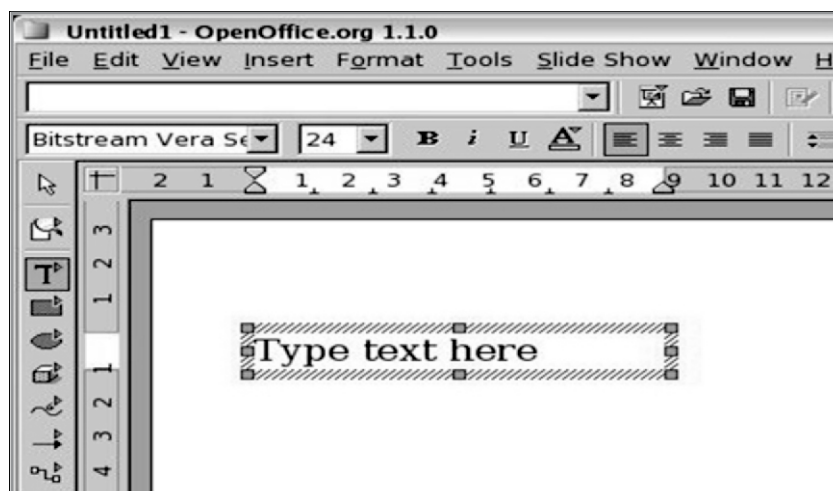 Untitled1 - OpenOffice.org 1.1.0
File Edit View Insert Format Tools Slide Show Window H
Bitstream Vera Se 24 B i U A
2 1 1 2 3 4 5 6 7 8 9 10 11 12
T
3
2
1
1
2
3
4
Type text here